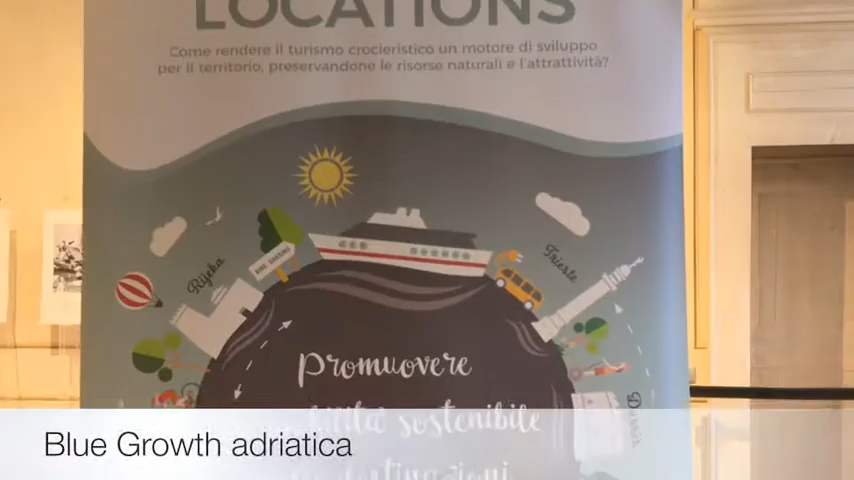 LOCATIONS
Come rendere il turismo crocieristico un motore di sviluppo
per il territorio, preservandone le risorse naturali e l'attrattività?
Rijeka
BIKE SHARING
Trieste
Promuovere
sostenibile
Blue Growth adriatica